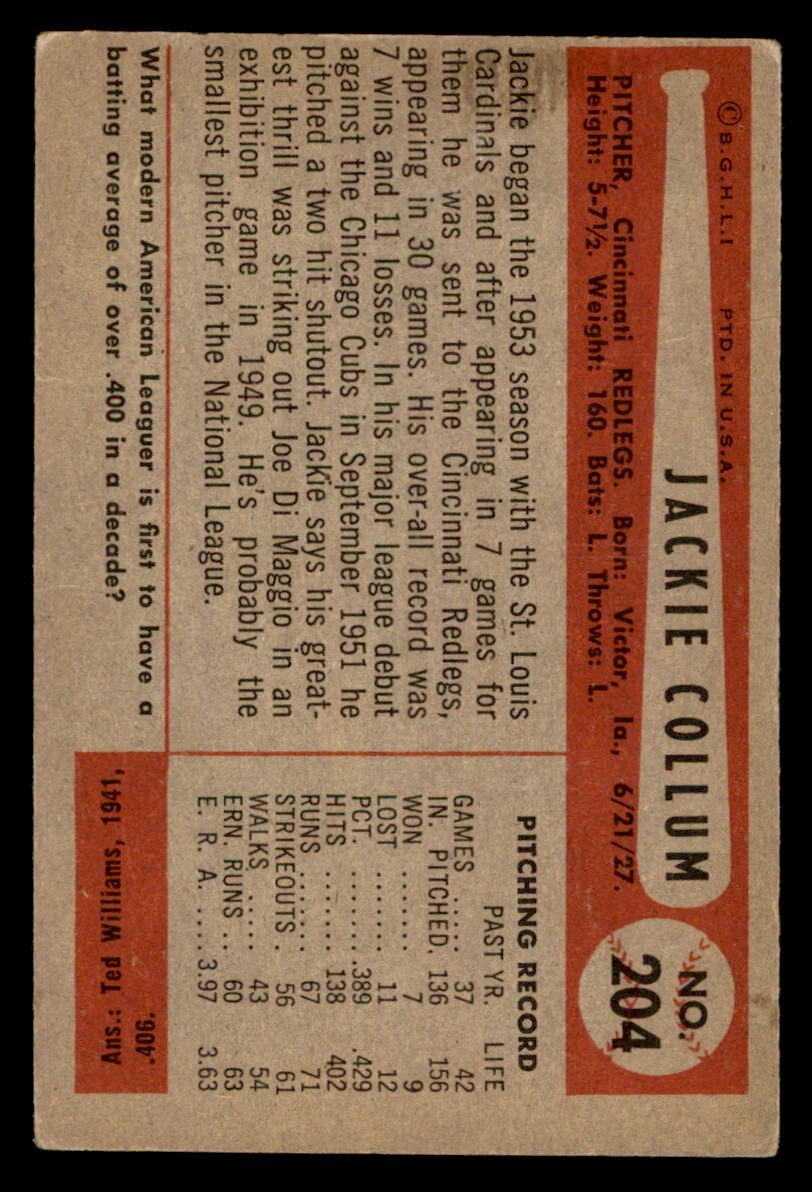 © B.G.H.L.I PTD. IN U.S.A.
JACKIE COLLUM
NO.
204
PITCHER, Cincinnati REDLEGS. Born: Victor, Ia., 6/21/27.
Height: 5-7½. Weight: 160. Bats: L. Throws: L.
Jackie began the 1953 season with the St. Louis
Cardinals and after appearing in 7 games for
them he was sent to the Cincinnati Redlegs,
appearing in 30 games. His over-all record was
7 wins and 11 losses. In his major league debut
against the Chicago Cubs in September 1951 he
pitched a two hit shutout. Jackie says his great-
est thrill was striking out Joe Di Maggio in an
exhibition game in 1949. He's probably the
smallest pitcher in the National League.
PITCHING RECORD
PAST YR. LIFE
GAMES ..... 37 42
IN. PITCHED. 136 156
WON ....... 7 9
LOST ....... 11 12
PCT. ........ .389 .429
HITS ....... 138 402
RUNS ....... 67 71
STRIKEOUTS . 56 61
WALKS ..... 43 54
ERN. RUNS .. 60 63
E. R. A. .... 3.97 3.63
What modern American Leaguer is first to have a
batting average of over .400 in a decade?
Ans.: Ted Williams, 1941,
.406.